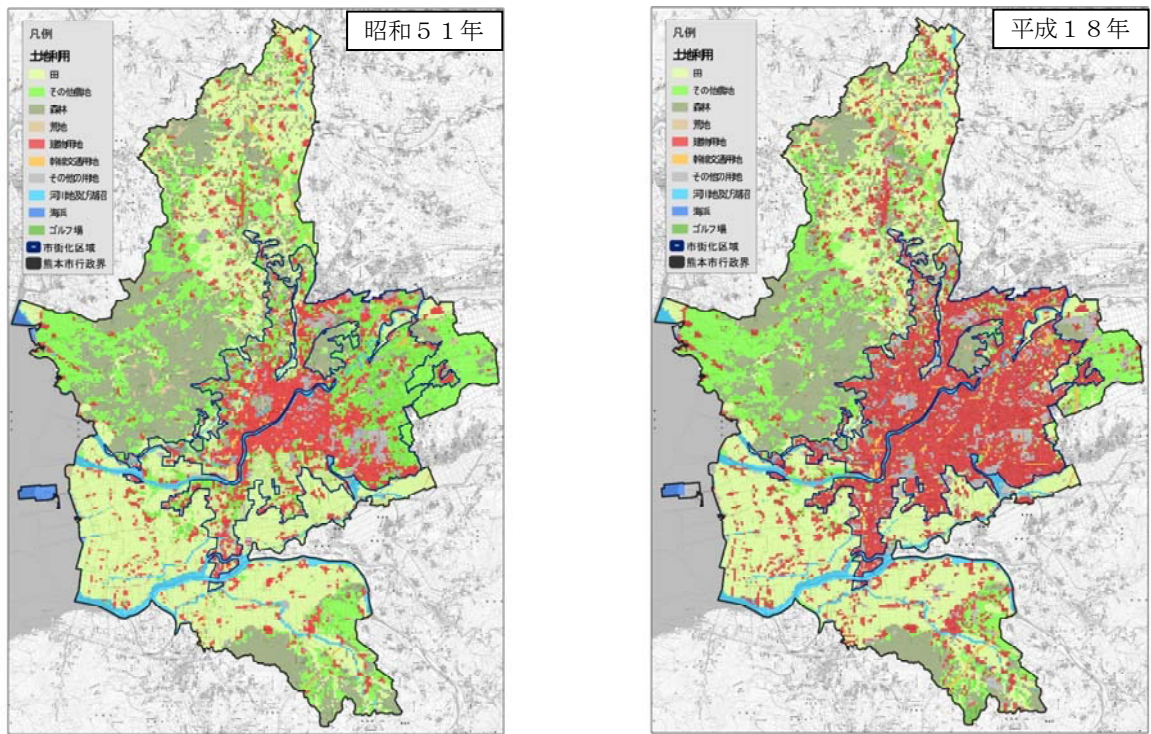 昭和５１年
凡例
土地利用
田
その他農地
森林
荒地
建物用地
幹線交通用地
その他の用地
河川地及び湖沼
海浜
ゴルフ場
市街化区域
熊本市行政界
平成１８年
凡例
土地利用
田
その他農地
森林
荒地
建物用地
幹線交通用地
その他の用地
河川地及び湖沼
海浜
ゴルフ場
市街化区域
熊本市行政界